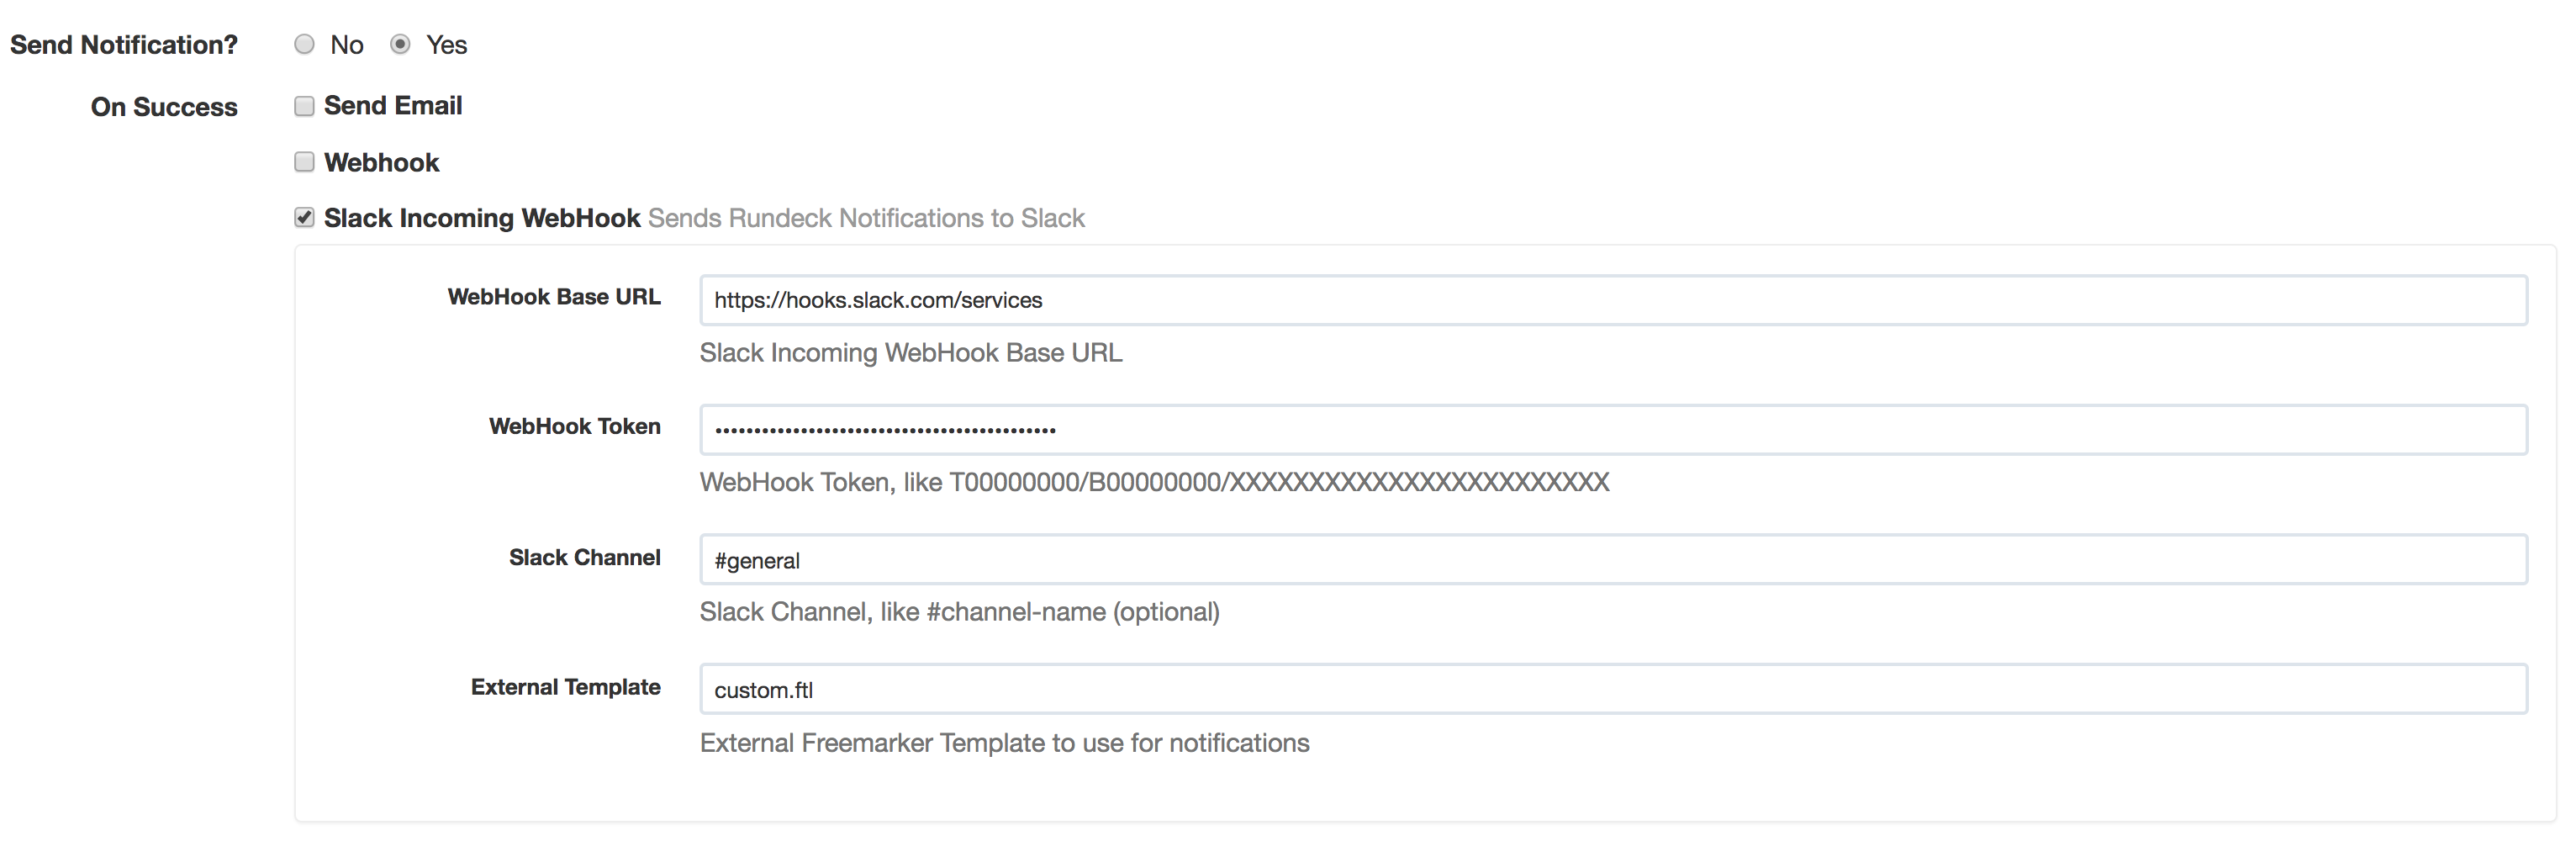 Send Notification? No Yes
On Success Send Email
Webhook
Slack Incoming WebHook Sends Rundeck Notifications to Slack
WebHook Base URL https://hooks.slack.com/services
Slack Incoming WebHook Base URL
WebHook Token ••••••••••••••••••••••••••••••••••••••••••••
WebHook Token, like T00000000/B00000000/XXXXXXXXXXXXXXXXXXXXXXXX
Slack Channel #general
Slack Channel, like #channel-name (optional)
External Template custom.ftl
External Freemarker Template to use for notifications